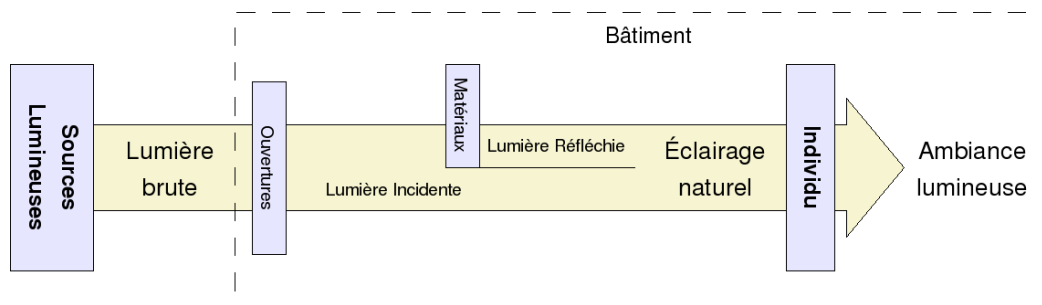 Bâtiment
Sources
Lumineuses
Lumière
brute
Ouvertures
Matériaux
Lumière Réfléchie
Lumière Incidente
Éclairage
naturel
Individu
Ambiance
lumineuse